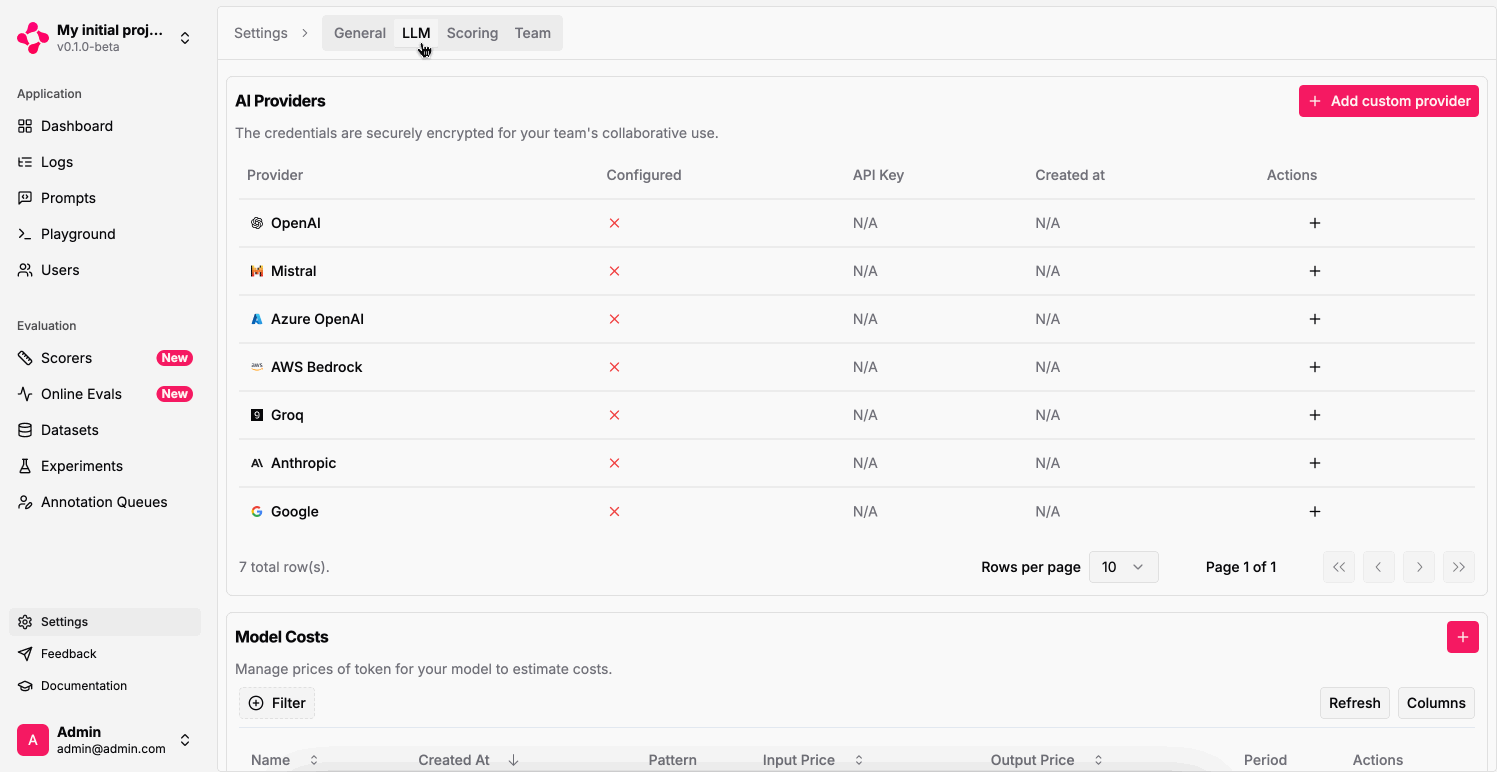 My initial proj...
v0.1.0-beta
Application
Dashboard
Logs
Prompts
Playground
Users
Evaluation
Scorers New
Online Evals New
Datasets
Experiments
Annotation Queues
Settings
Feedback
Documentation
A
Admin
admin@admin.com
Settings > General LLM Scoring Team
AI Providers
+ Add custom provider
The credentials are securely encrypted for your team's collaborative use.
Provider Configured API Key Created at Actions
OpenAI N/A N/A
Mistral N/A N/A
Azure OpenAI N/A N/A
aws AWS Bedrock N/A N/A
Groq N/A N/A
Anthropic N/A N/A
Google N/A N/A
7 total row(s).
Rows per page 10 Page 1 of 1
Model Costs
Manage prices of token for your model to estimate costs.
Filter Refresh Columns
Name Created At Pattern Input Price Output Price Period Actions